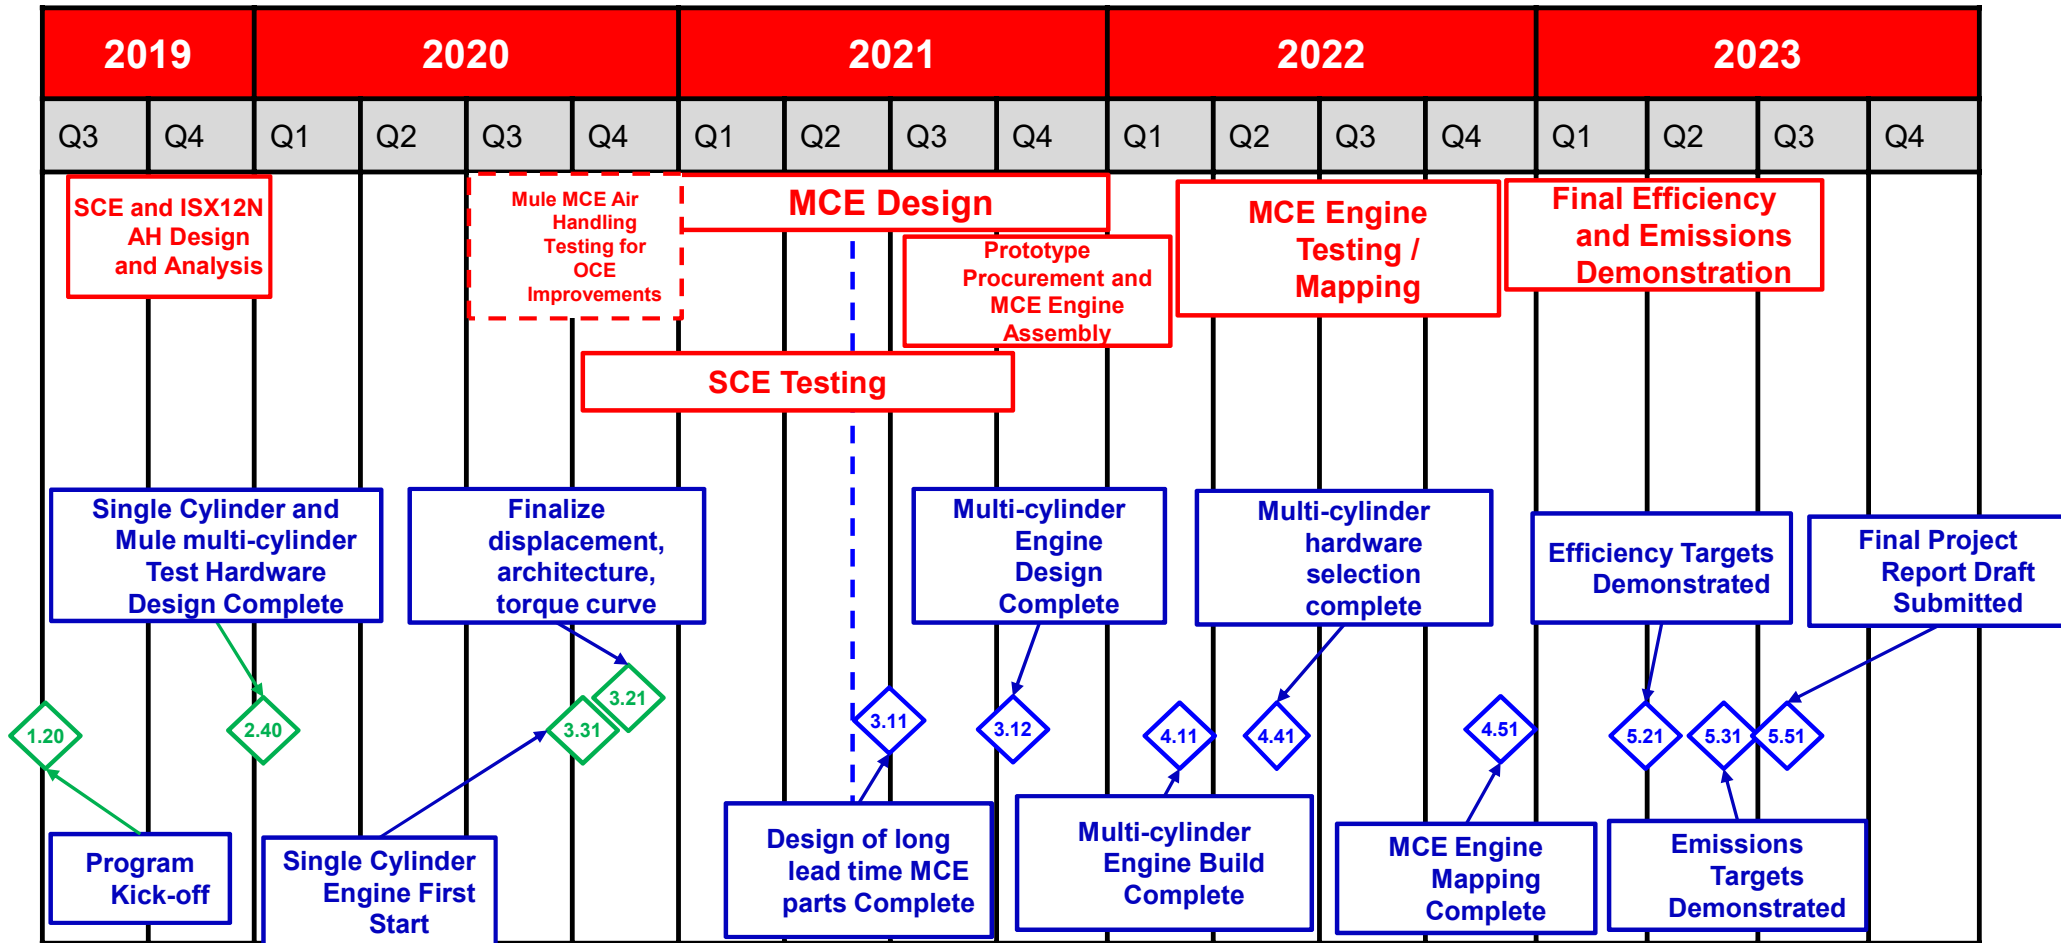 2019
2020
2021
2022
2023
Q3
Q4
Q1
Q2
Q3
Q4
Q1
Q2
Q3
Q4
Q1
Q2
Q3
Q4
Q1
Q2
Q3
Q4
SCE and ISX12N
AH Design
and Analysis
Mule MCE Air
Handling
Testing for
OCE
Improvements
MCE Design
Prototype
Procurement and
MCE Engine
Assembly
MCE Engine
Testing /
Mapping
Final Efficiency
and Emissions
Demonstration
SCE Testing
Single Cylinder and
Mule multi-cylinder
Test Hardware
Design Complete
Finalize
displacement,
architecture,
torque curve
Multi-cylinder
Engine
Design
Complete
Multi-cylinder
hardware
selection
complete
Efficiency Targets
Demonstrated
Final Project
Report Draft
Submitted
1.20
2.40
3.31
3.21
3.11
3.12
4.11
4.41
4.51
5.21
5.31
5.51
Program
Kick-off
Single Cylinder
Engine First
Start
Design of long
lead time MCE
parts Complete
Multi-cylinder
Engine Build
Complete
MCE Engine
Mapping
Complete
Emissions
Targets
Demonstrated